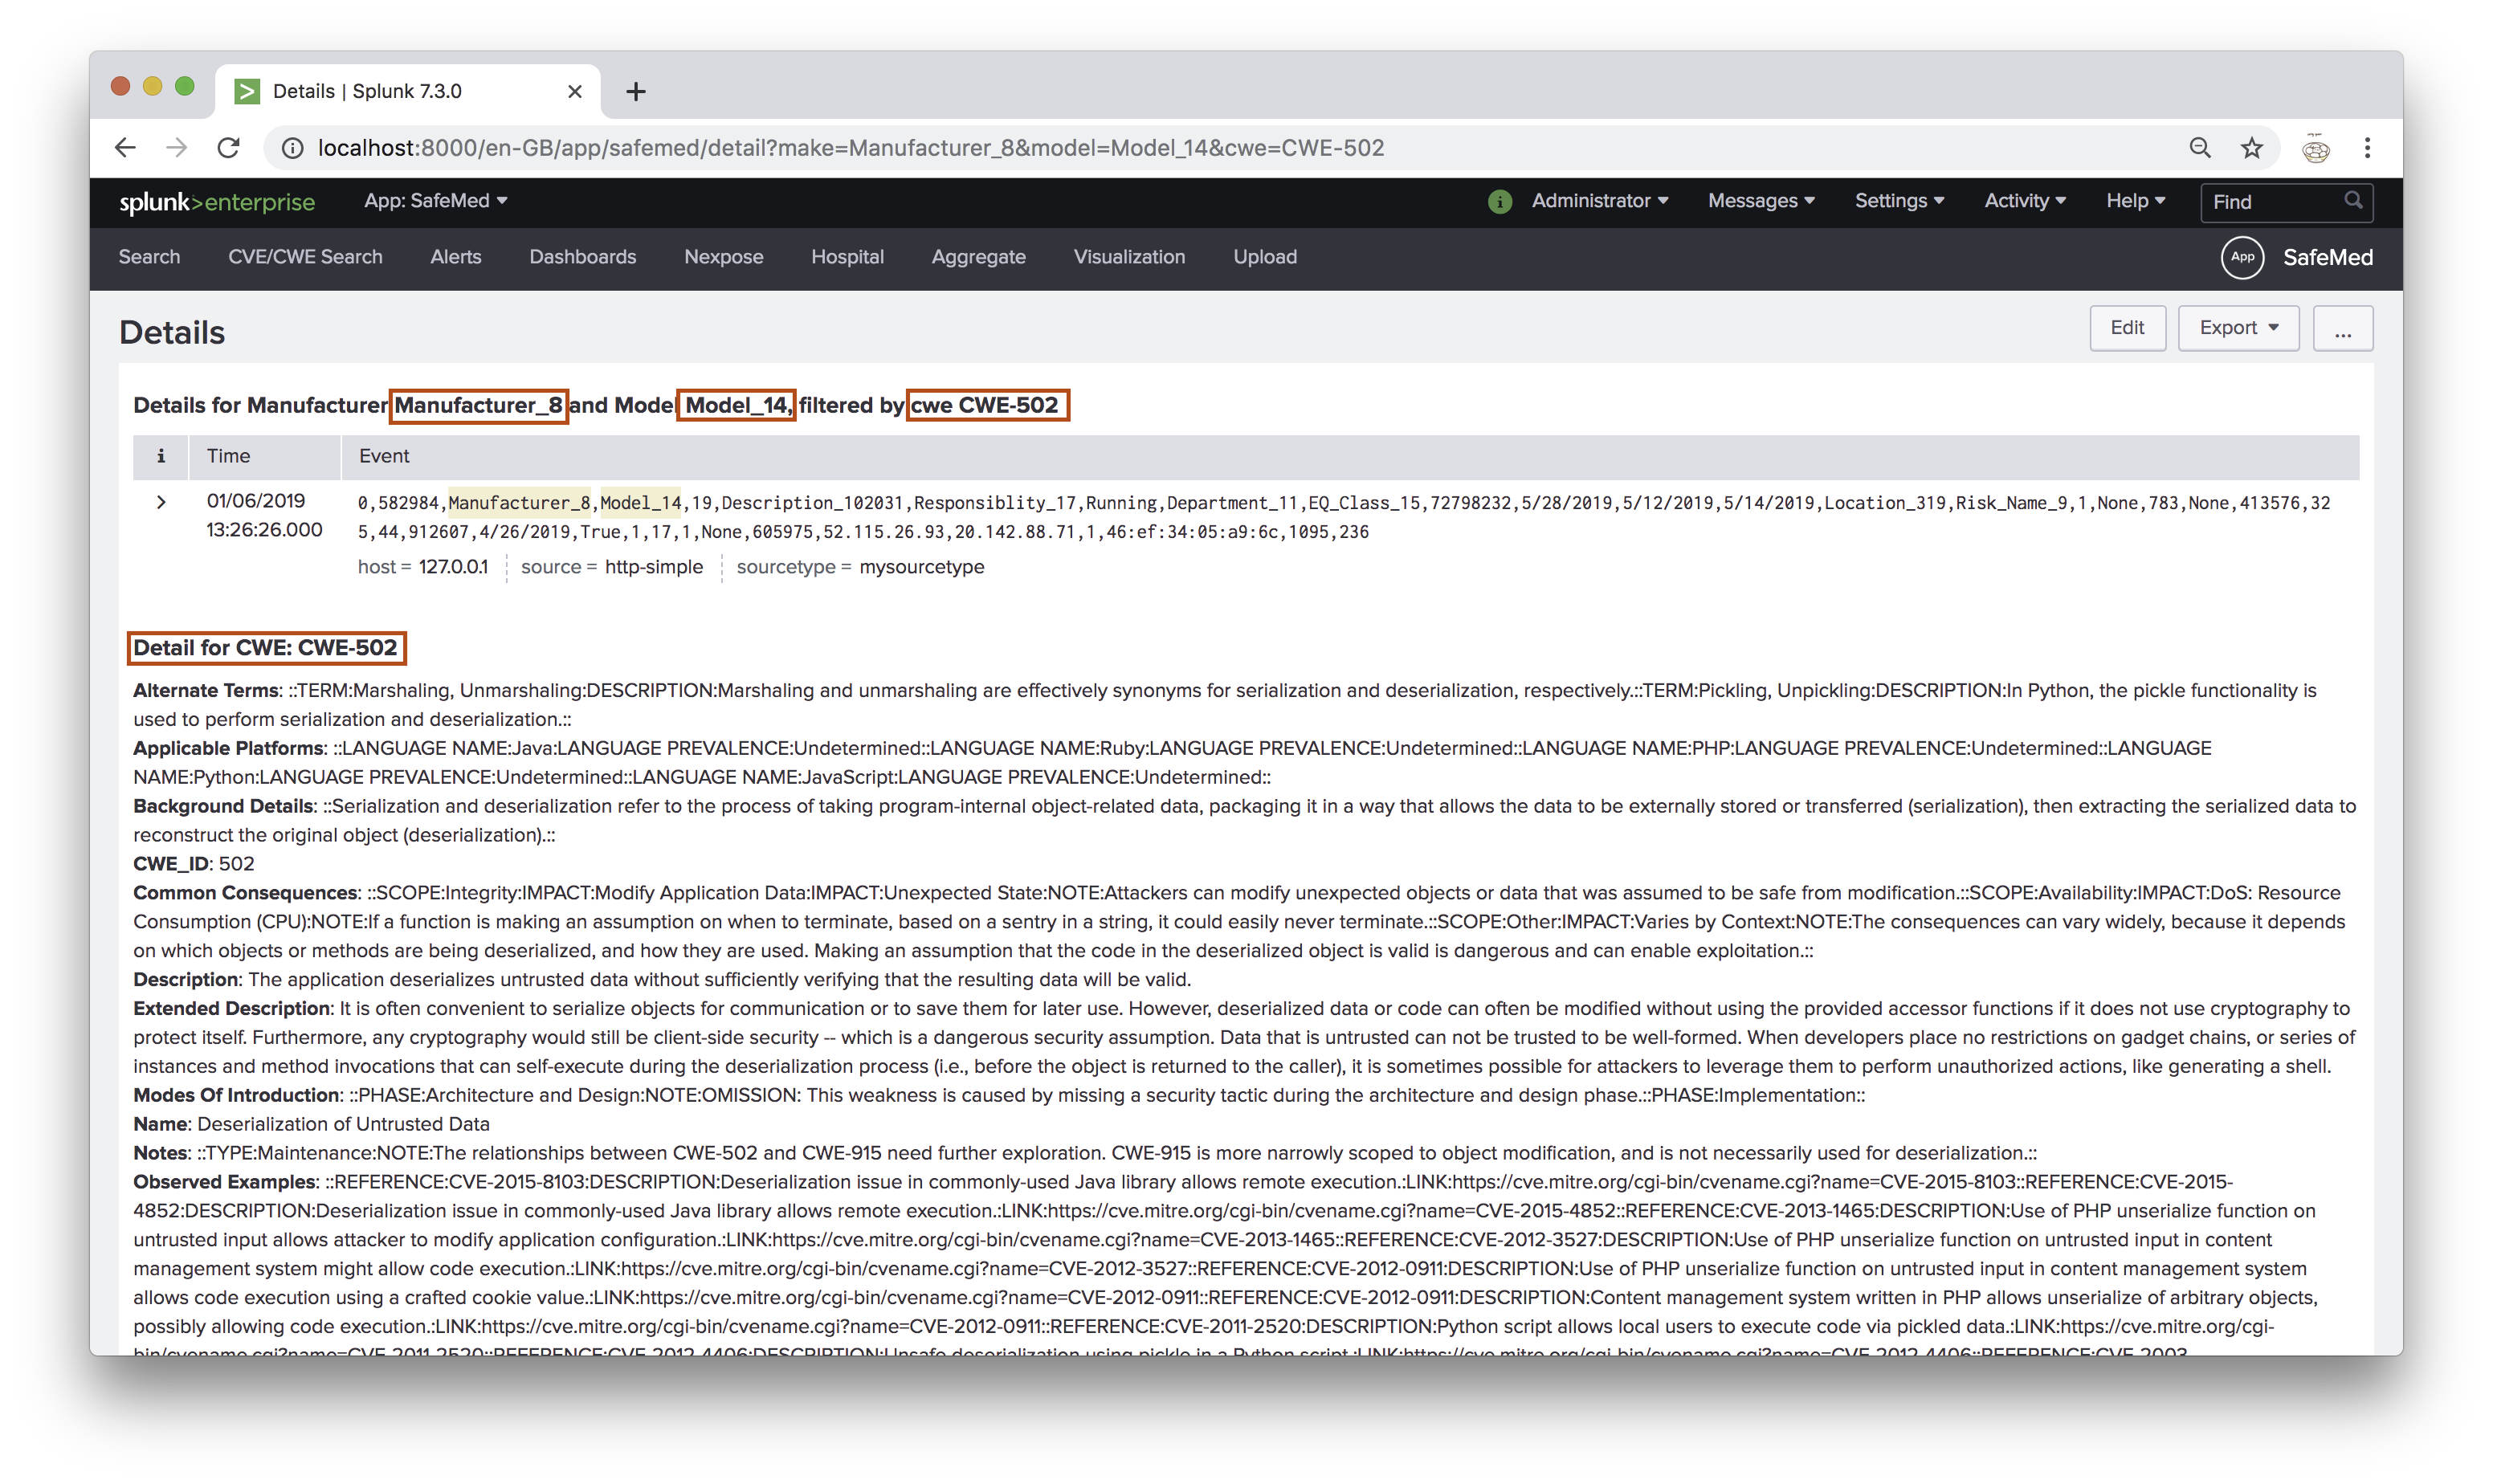 Details | Splunk 7.3.0
localhost:8000/en-GB/app/safemed/detail?make=Manufacturer_8&model=Model_14&cwe=CWE-502
splunk>enterprise App: SafeMed i Administrator Messages Settings Activity Help Find
Search CVE/CWE Search Alerts Dashboards Nexpose Hospital Aggregate Visualization Upload App SafeMed
Details Edit Export ...
Details for Manufacturer Manufacturer_8 and Model Model_14, filtered by cwe CWE-502
i Time Event
01/06/2019 0,582984,Manufacturer_8,Model_14,19,Description_102031,Responsiblity_17,Running,Department_11,EQ_Class_15,72798232,5/28/2019,5/12/2019,5/14/2019,Location_319,Risk_Name_9,1,None,783,None,413576,32
13:26:26.000 5,44,912607,4/26/2019,True,1,17,1,None,605975,52.115.26.93,20.142.88.71,1,46:ef:34:05:a9:6c,1095,236
host = 127.0.0.1 source = http-simple sourcetype = mysourcetype
Detail for CWE: CWE-502
Alternate Terms: ::TERM:Marshaling, Unmarshaling:DESCRIPTION:Marshaling and unmarshaling are effectively synonyms for serialization and deserialization, respectively.::TERM:Pickling, Unpickling:DESCRIPTION:In Python, the pickle functionality is
used to perform serialization and deserialization.::
Applicable Platforms: ::LANGUAGE NAME:Java:LANGUAGE PREVALENCE:Undetermined::LANGUAGE NAME:Ruby:LANGUAGE PREVALENCE:Undetermined::LANGUAGE NAME:PHP:LANGUAGE PREVALENCE:Undetermined::LANGUAGE
NAME:Python:LANGUAGE PREVALENCE:Undetermined::LANGUAGE NAME:JavaScript:LANGUAGE PREVALENCE:Undetermined::
Background Details: ::Serialization and deserialization refer to the process of taking program-internal object-related data, packaging it in a way that allows the data to be externally stored or transferred (serialization), then extracting the serialized data to
reconstruct the original object (deserialization).::
CWE_ID: 502
Common Consequences: ::SCOPE:Integrity:IMPACT:Modify Application Data:IMPACT:Unexpected State:NOTE:Attackers can modify unexpected objects or data that was assumed to be safe from modification.::SCOPE:Availability:IMPACT:DoS: Resource
Consumption (CPU):NOTE:If a function is making an assumption on when to terminate, based on a sentry in a string, it could easily never terminate.::SCOPE:Other:IMPACT:Varies by Context:NOTE:The consequences can vary widely, because it depends
on which objects or methods are being deserialized, and how they are used. Making an assumption that the code in the deserialized object is valid is dangerous and can enable exploitation.::
Description: The application deserializes untrusted data without sufficiently verifying that the resulting data will be valid.
Extended Description: It is often convenient to serialize objects for communication or to save them for later use. However, deserialized data or code can often be modified without using the provided accessor functions if it does not use cryptography to
protect itself. Furthermore, any cryptography would still be client-side security -- which is a dangerous security assumption. Data that is untrusted can not be trusted to be well-formed. When developers place no restrictions on gadget chains, or series of
instances and method invocations that can self-execute during the deserialization process (i.e., before the object is returned to the caller), it is sometimes possible for attackers to leverage them to perform unauthorized actions, like generating a shell.
Modes Of Introduction: ::PHASE:Architecture and Design:NOTE:OMISSION: This weakness is caused by missing a security tactic during the architecture and design phase.::PHASE:Implementation::
Name: Deserialization of Untrusted Data
Notes: ::TYPE:Maintenance:NOTE:The relationships between CWE-502 and CWE-915 need further exploration. CWE-915 is more narrowly scoped to object modification, and is not necessarily used for deserialization.::
Observed Examples: ::REFERENCE:CVE-2015-8103:DESCRIPTION:Deserialization issue in commonly-used Java library allows remote execution.:LINK:https://cve.mitre.org/cgi-bin/cvename.cgi?name=CVE-2015-8103::REFERENCE:CVE-2015-
4852:DESCRIPTION:Deserialization issue in commonly-used Java library allows remote execution.:LINK:https://cve.mitre.org/cgi-bin/cvename.cgi?name=CVE-2015-4852::REFERENCE:CVE-2013-1465:DESCRIPTION:Use of PHP unserialize function on
untrusted input allows attacker to modify application configuration.:LINK:https://cve.mitre.org/cgi-bin/cvename.cgi?name=CVE-2013-1465::REFERENCE:CVE-2012-3527:DESCRIPTION:Use of PHP unserialize function on untrusted input in content
management system might allow code execution.:LINK:https://cve.mitre.org/cgi-bin/cvename.cgi?name=CVE-2012-3527::REFERENCE:CVE-2012-0911:DESCRIPTION:Use of PHP unserialize function on untrusted input in content management system
allows code execution using a crafted cookie value.:LINK:https://cve.mitre.org/cgi-bin/cvename.cgi?name=CVE-2012-0911::REFERENCE:CVE-2012-0911:DESCRIPTION:Content management system written in PHP allows unserialize of arbitrary objects,
possibly allowing code execution.:LINK:https://cve.mitre.org/cgi-bin/cvename.cgi?name=CVE-2012-0911::REFERENCE:CVE-2011-2520:DESCRIPTION:Python script allows local users to execute code via pickled data.:LINK:https://cve.mitre.org/cgi-
bin/cvename.cgi?name=CVE-2011-2520::REFERENCE:CVE-2012-4406:DESCRIPTION:Unsafe deserialization using pickle in a Python script.:LINK:https://cve.mitre.org/cgi-bin/cvename.cgi?name=CVE-2012-4406::REFERENCE:CVE-2003-